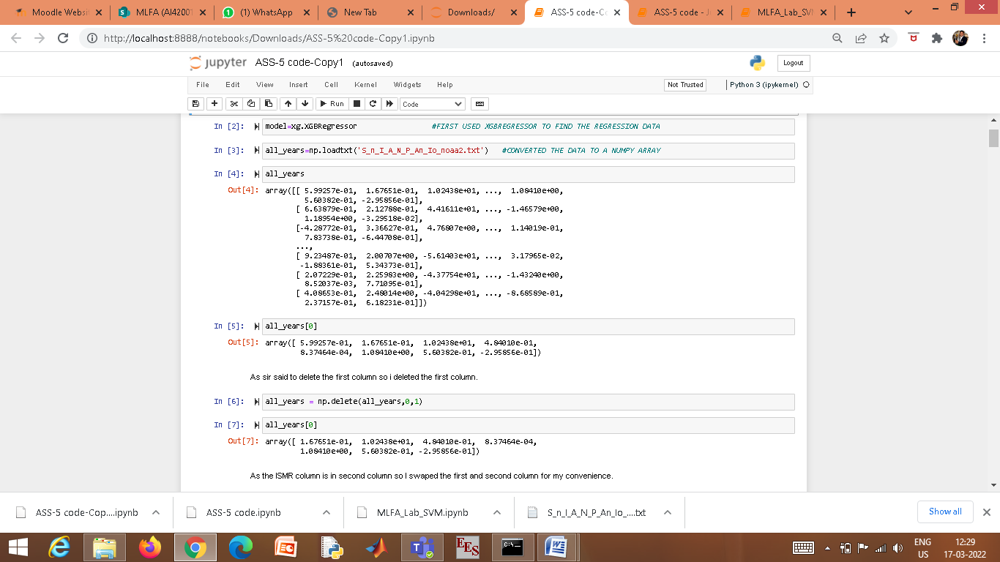 Moodle Websit
MLFA (AI42001
(1) WhatsApp
New Tab
Downloads/
ASS-5 code-Co
ASS-5 code - J
MLFA_Lab_SVM
http://localhost:8888/notebooks/Downloads/ASS-5%20code-Copy1.ipynb
jupyter ASS-5 code-Copy1 (autosaved)
Logout
File Edit View Insert Cell Kernel Widgets Help
Not Trusted
Python 3 (ipykernel)
Run
Code
In [2]: model=xg.XGBRegressor #FIRST USED XGBREGRESSOR TO FIND THE REGRESSION DATA
In [3]: all_years=np.loadtxt('S_n_I_A_N_P_An_Io_noaa2.txt') #CONVERTED THE DATA TO A NUMPY ARRAY
In [4]: all_years
Out[4]: array([[ 5.99257e-01, 1.67651e-01, 1.02438e+01, ..., 1.08410e+00,
5.60382e-01, -2.95856e-01],
[ 6.63879e-01, 2.12788e-01, 4.41611e+01, ..., -1.46579e+00,
1.18954e+00, -3.29518e-02],
[-4.28772e-01, 3.36627e-01, 4.76807e+00, ..., 1.14019e-01,
7.83738e-01, -6.44708e-01],
...,
[ 9.23487e-01, 2.00707e+00, -5.61403e+01, ..., 3.17965e-02,
-1.88361e-01, 5.34373e-01],
[ 2.07229e-01, 2.25983e+00, -4.37754e+01, ..., -1.43240e+00,
8.52037e-03, 7.71095e-01],
[ 4.08653e-01, 2.48014e+00, -4.04298e+01, ..., -8.68589e-01,
2.37157e-01, 6.18231e-01]])
In [5]: all_years[0]
Out[5]: array([ 5.99257e-01, 1.67651e-01, 1.02438e+01, 4.84010e-01,
8.37464e-04, 1.08410e+00, 5.60382e-01, -2.95856e-01])
As sir said to delete the first column so i deleted the first column.
In [6]: all_years = np.delete(all_years,0,1)
In [7]: all_years[0]
Out[7]: array([ 1.67651e-01, 1.02438e+01, 4.84010e-01, 8.37464e-04,
1.08410e+00, 5.60382e-01, -2.95856e-01])
As the ISMR column is in second column so I swaped the first and second column for my convenience.
ASS-5 code-Cop....ipynb
ASS-5 code.ipynb
MLFA_Lab_SVM.ipynb
S_n_I_A_N_P_An_Io_....txt
Show all
EES
C:\_
ENG
US
12:29
17-03-2022